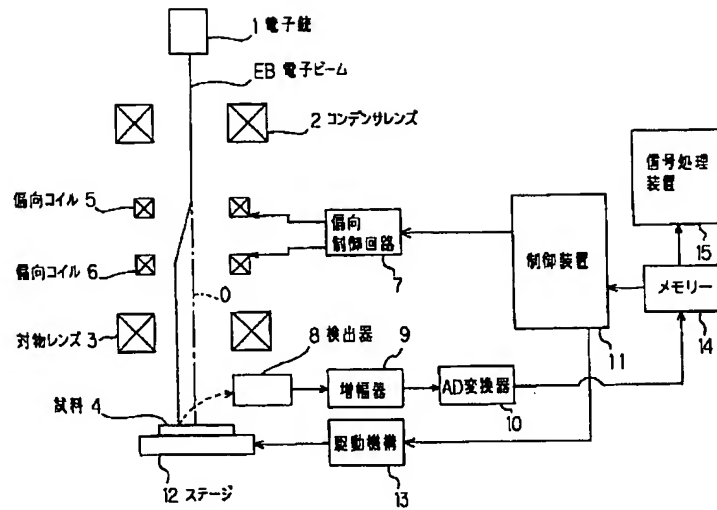 1 電子銃
EB 電子ビーム
2 コンデンサレンズ
偏向コイル 5
偏向コイル 6
対物レンズ 3
O
偏向
制御回路
7
制御装置
11
信号処理
装置
15
メモリー
14
8 検出器
9
増幅器
AD変換器
10
試料 4
12 ステージ
駆動機構
13